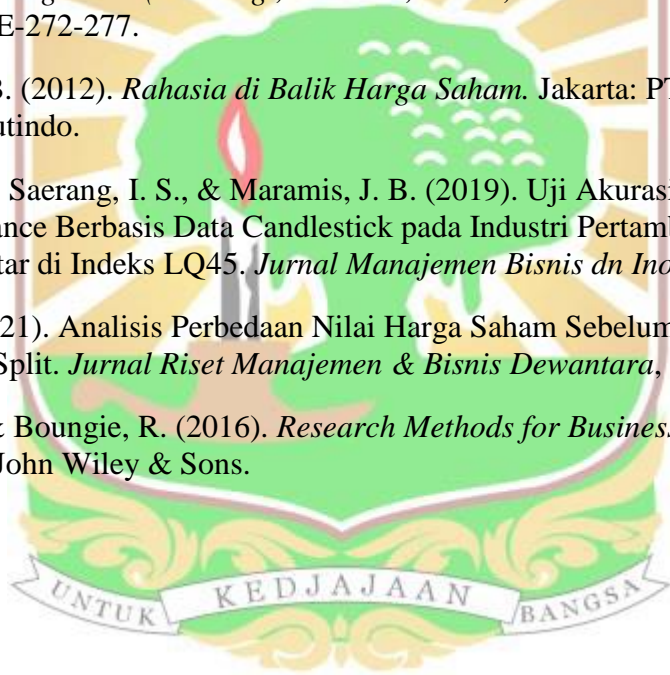 E-272-277.
B. (2012). Rahasia di Balik Harga Saham. Jakarta: PT
utindo.
Saerang, I. S., & Maramis, J. B. (2019). Uji Akurasi
ance Berbasis Data Candlestick pada Industri Pertamb
tar di Indeks LQ45. Jurnal Manajemen Bisnis dn Ino
21). Analisis Perbedaan Nilai Harga Saham Sebelum
Split. Jurnal Riset Manajemen & Bisnis Dewantara,
& Boungie, R. (2016). Research Methods for Business
John Wiley & Sons.
UNTUK KEDJAJAAN BANGSA